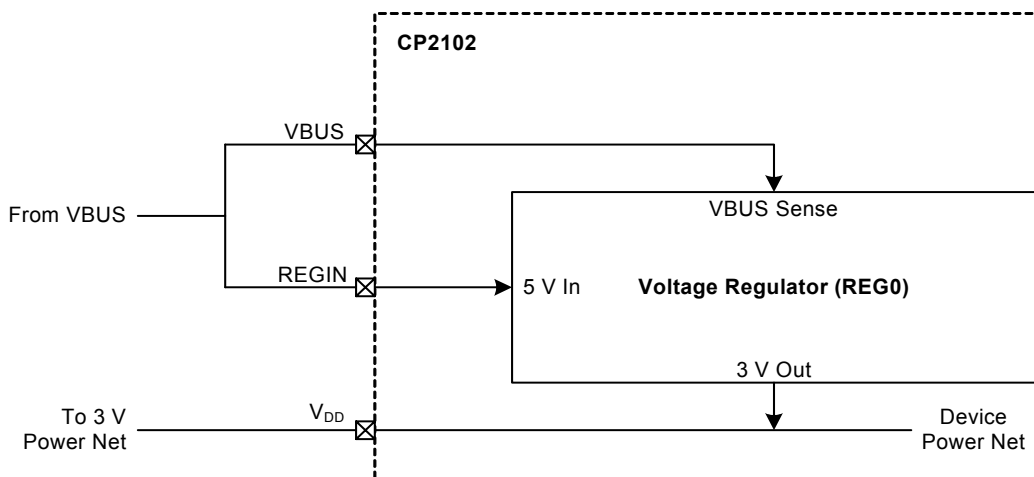 CP2102
VBUS
From VBUS
VBUS Sense
REGIN
5 V In
Voltage Regulator (REG0)
3 V Out
To 3 V
Power Net
VDD
Device
Power Net